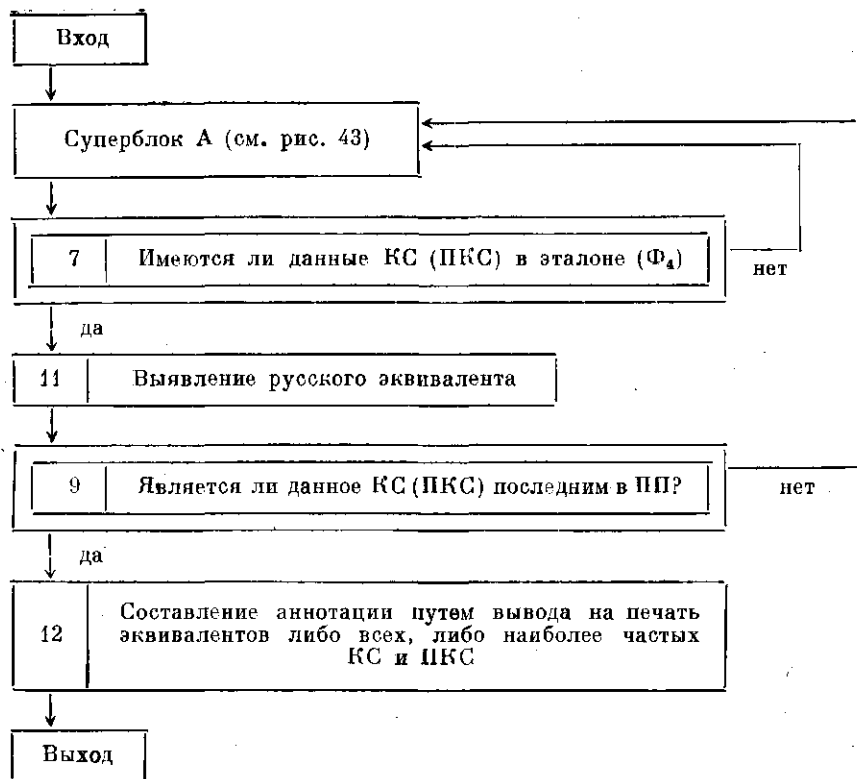 Вход
Суперблок А (см. рис. 43)
7 Имеются ли данные КС (ПКС) в эталоне (Ф₄)
нет
да
11 Выявление русского эквивалента
9 Является ли данное КС (ПКС) последним в ПП?
нет
да
Составление аннотации путем вывода на печать
12 эквивалентов либо всех, либо наиболее частых
КС и ПКС
Выход